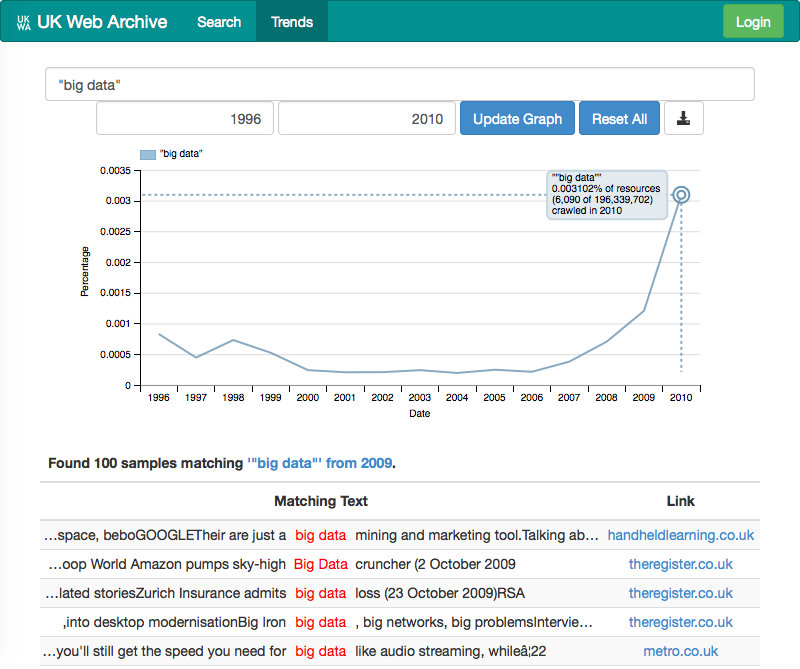 UK WA UK Web Archive Search Trends Login
"big data"
1996 2010 Update Graph Reset All
"big data"
0.0035
0.003
0.0025
0.002
0.0015
0.001
0.0005
0
Percentage
""big data""
0.003102% of resources
(6,090 of 196,339,702)
crawled in 2010
1996 1997 1998 1999 2000 2001 2002 2003 2004 2005 2006 2007 2008 2009 2010
Date
Found 100 samples matching '"big data"' from 2009.
Matching Text Link
...space, beboGOOGLETheir are just a big data mining and marketing tool.Talking ab... handheldlearning.co.uk
...oop World Amazon pumps sky-high Big Data cruncher (2 October 2009 theregister.co.uk
...lated storiesZurich Insurance admits big data loss (23 October 2009)RSA theregister.co.uk
,into desktop modernisationBig Iron big data , big networks, big problemsIntervie... theregister.co.uk
...you'll still get the speed you need for big data like audio streaming, whileâ¦22 metro.co.uk